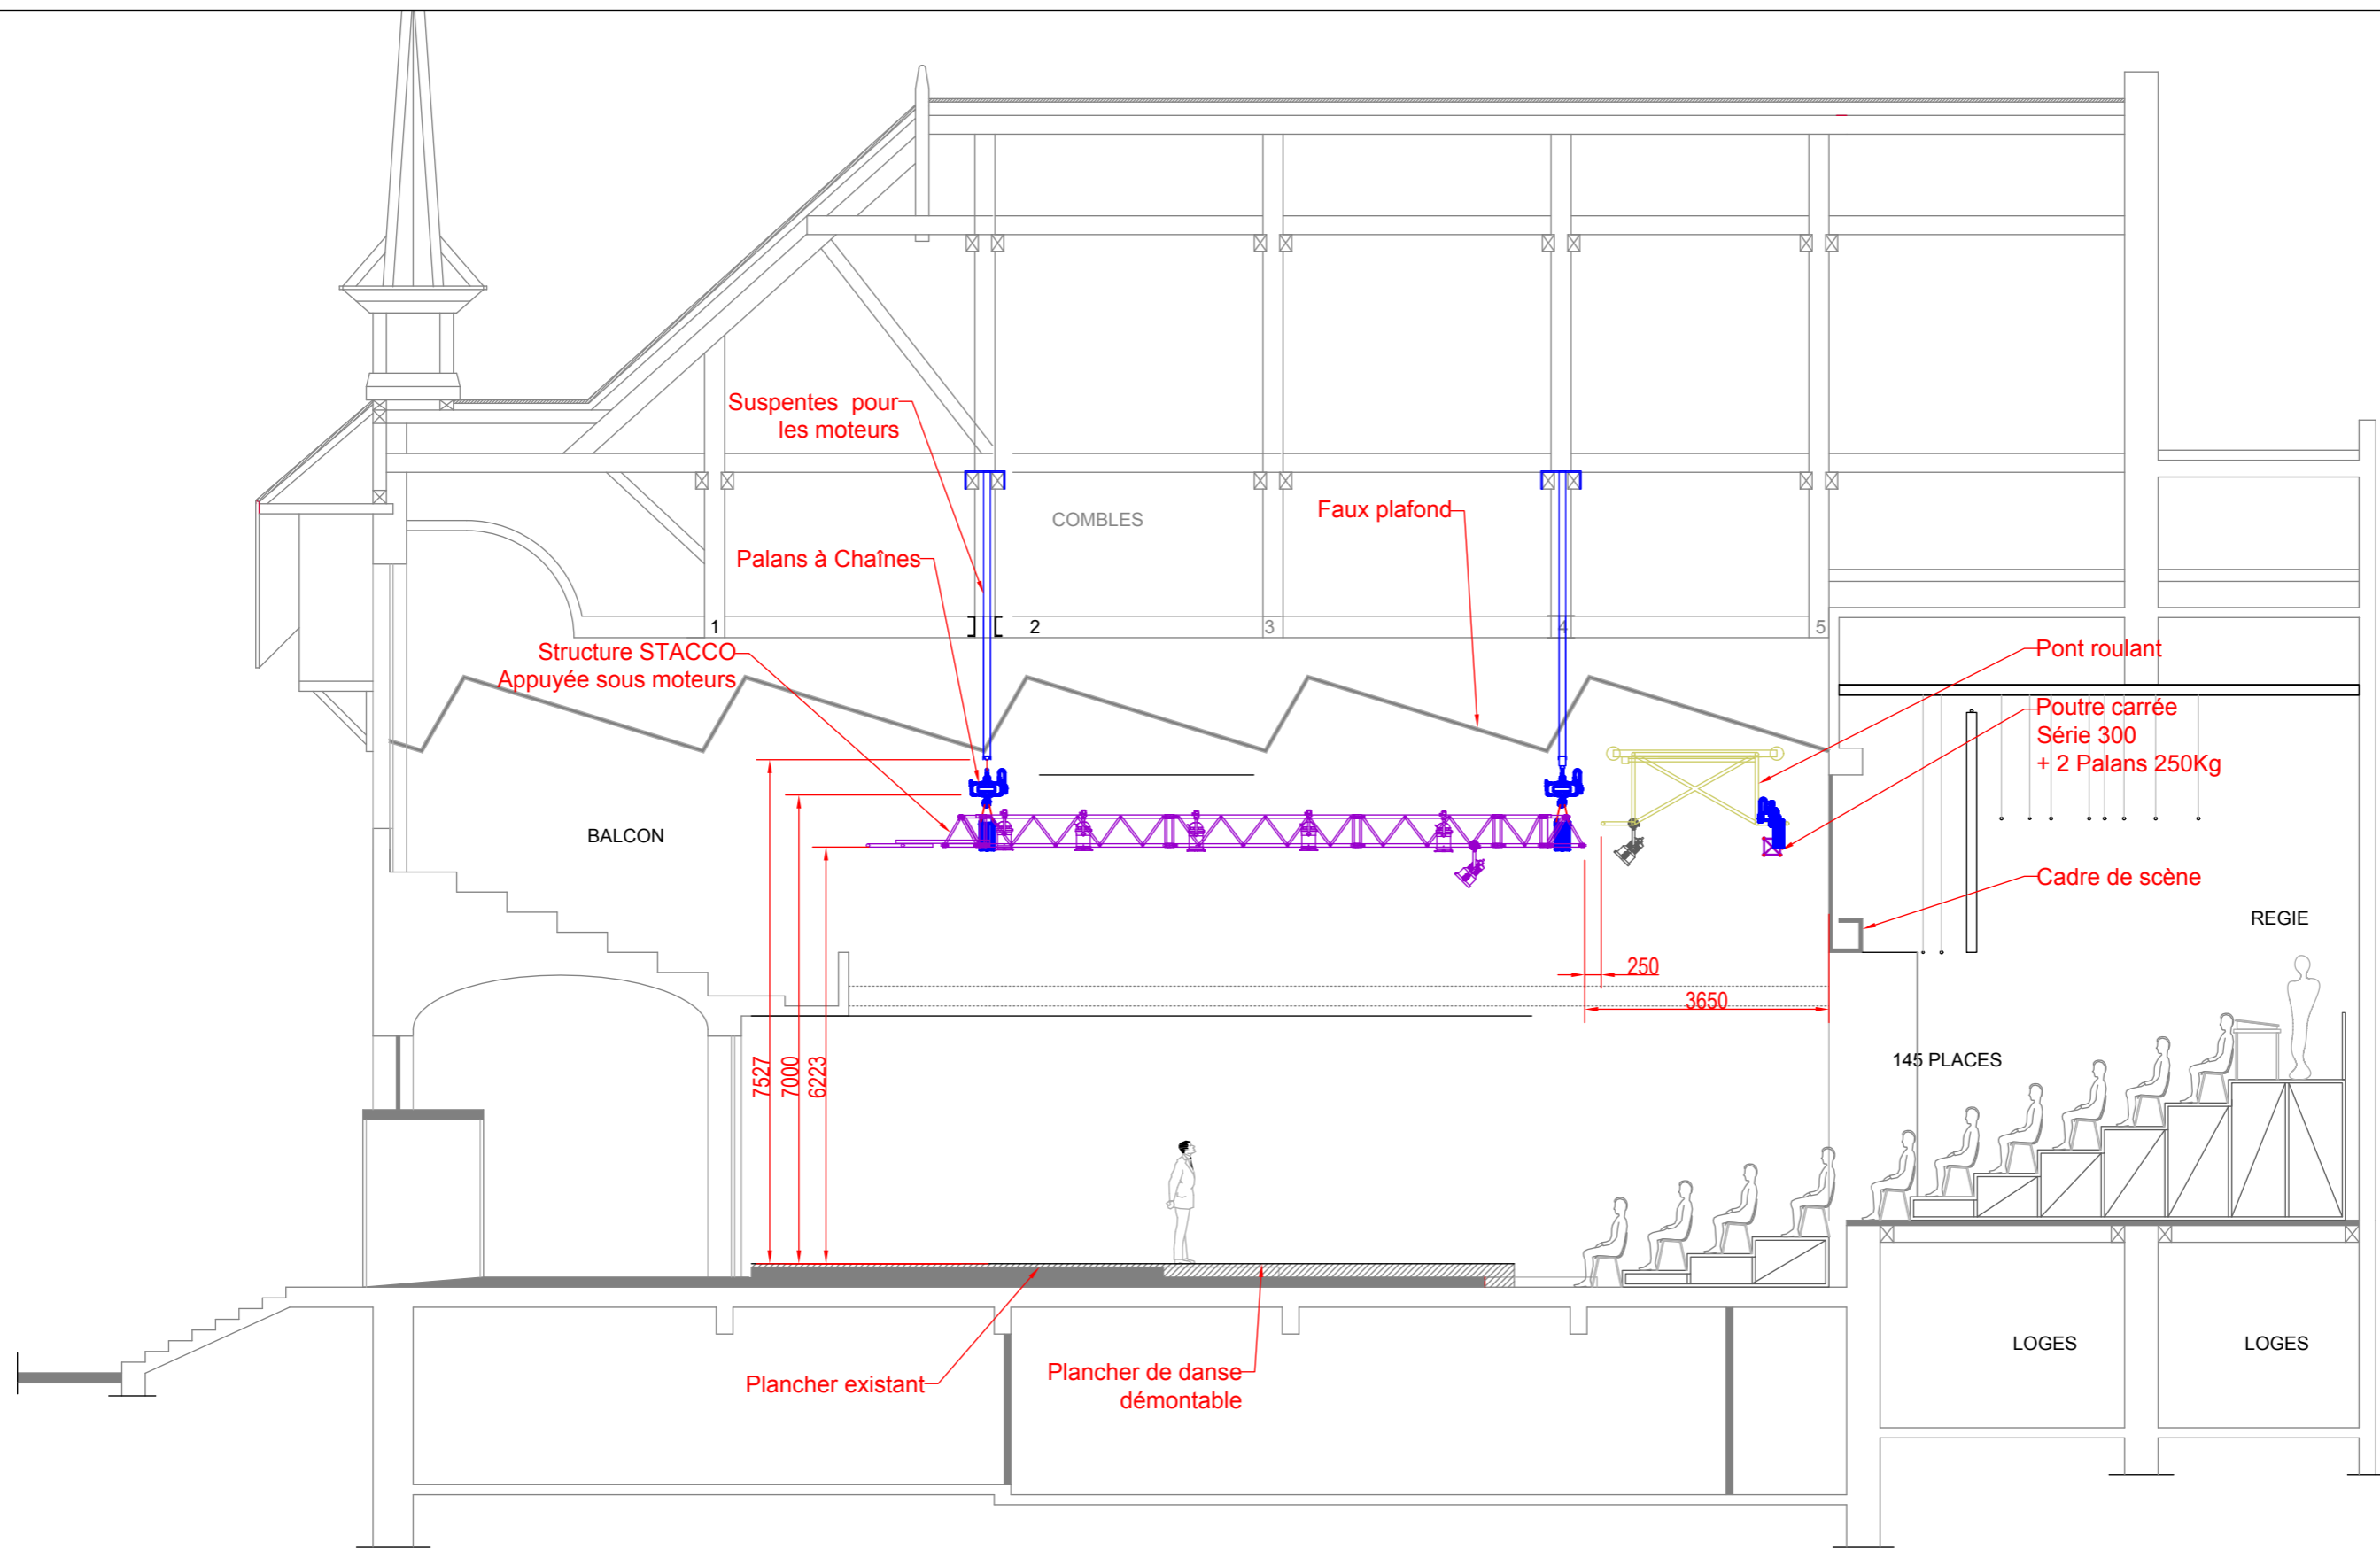 Suspentes pour
les moteurs
COMBLES
Faux plafond
Palans à Chaînes
1
2
3
4
5
Structure STACCO
Appuyée sous moteurs
Pont roulant
Poutre carrée
Série 300
+ 2 Palans 250Kg
BALCON
Cadre de scène
REGIE
250
3650
7527
7000
6223
145 PLACES
Plancher existant
Plancher de danse
démontable
LOGES
LOGES